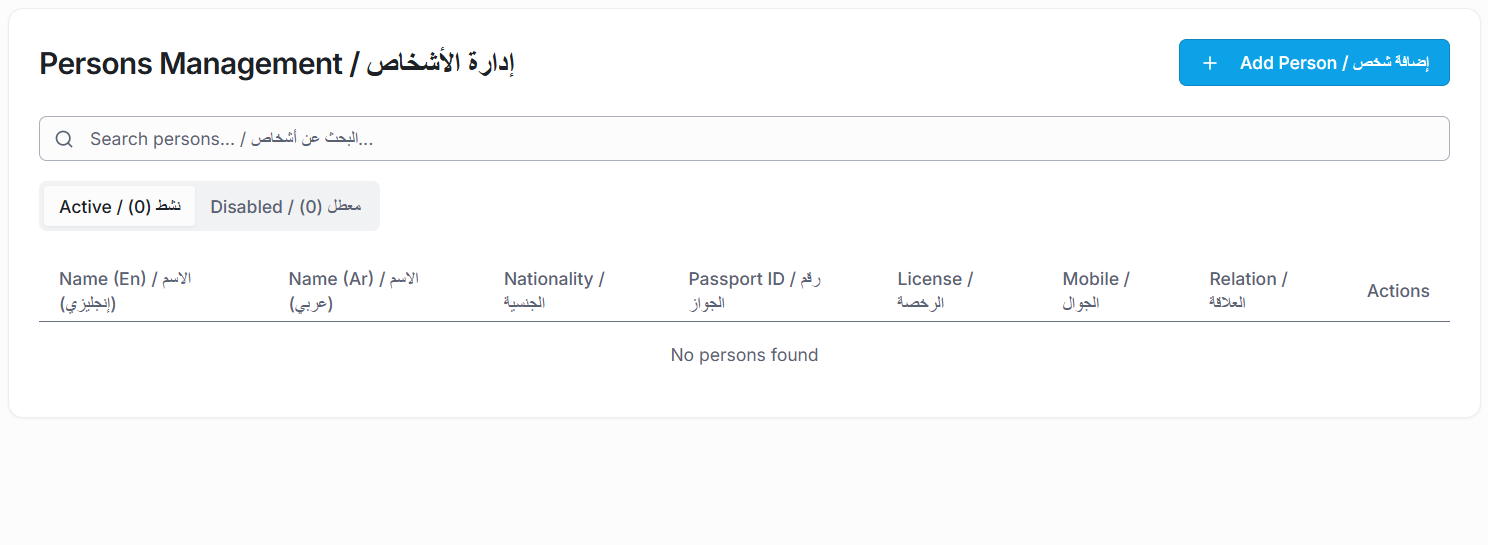 Persons Management / إدارة الأشخاص
Add Person / إضافة شخص
Search persons... / البحث عن أشخاص...
Active / نشط (0)
Disabled / معطل (0)
Name (En) / الاسم
(إنجليزي)
Name (Ar) / الاسم
(عربي)
Nationality /
الجنسية
Passport ID / رقم
الجواز
License /
الرخصة
Mobile /
الجوال
Relation /
العلاقة
Actions
No persons found